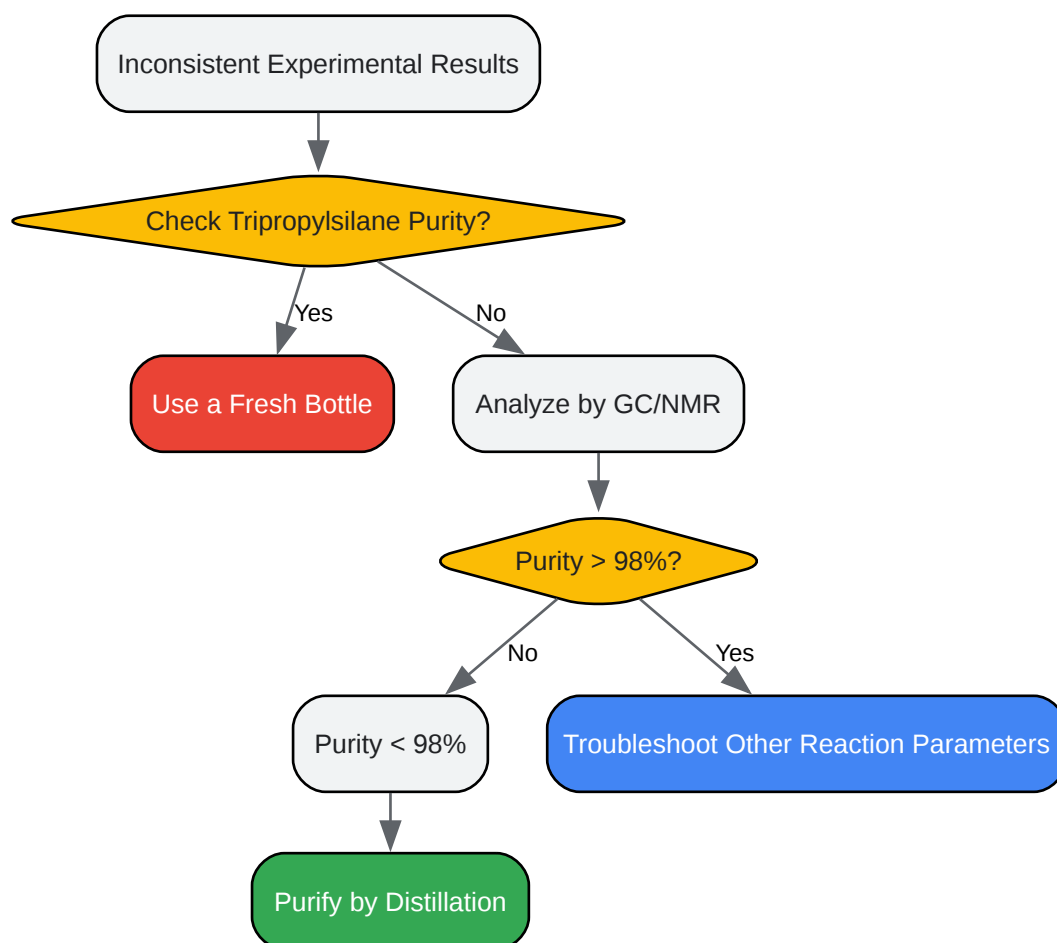 Inconsistent Experimental Results
Check Tripropylsilane Purity?
Yes
No
Use a Fresh Bottle
Analyze by GC/NMR
Purity > 98%?
No
Yes
Purity < 98%
Troubleshoot Other Reaction Parameters
Purify by Distillation